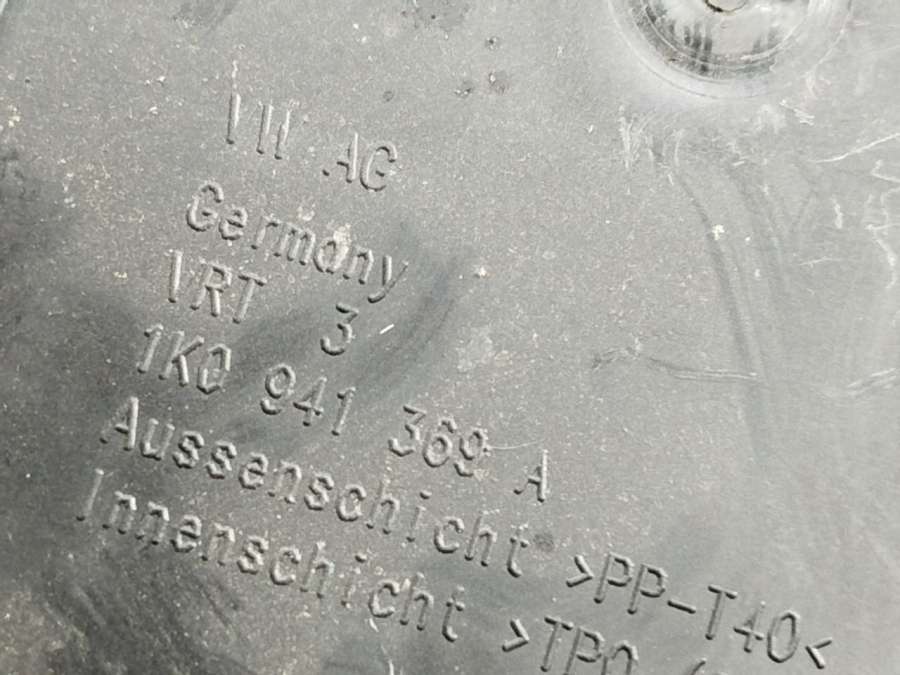 VW AG
Germany
VRT 3
1K0 941 369 A
Aussenschicht >PP-T40<
Innenschicht >TPO